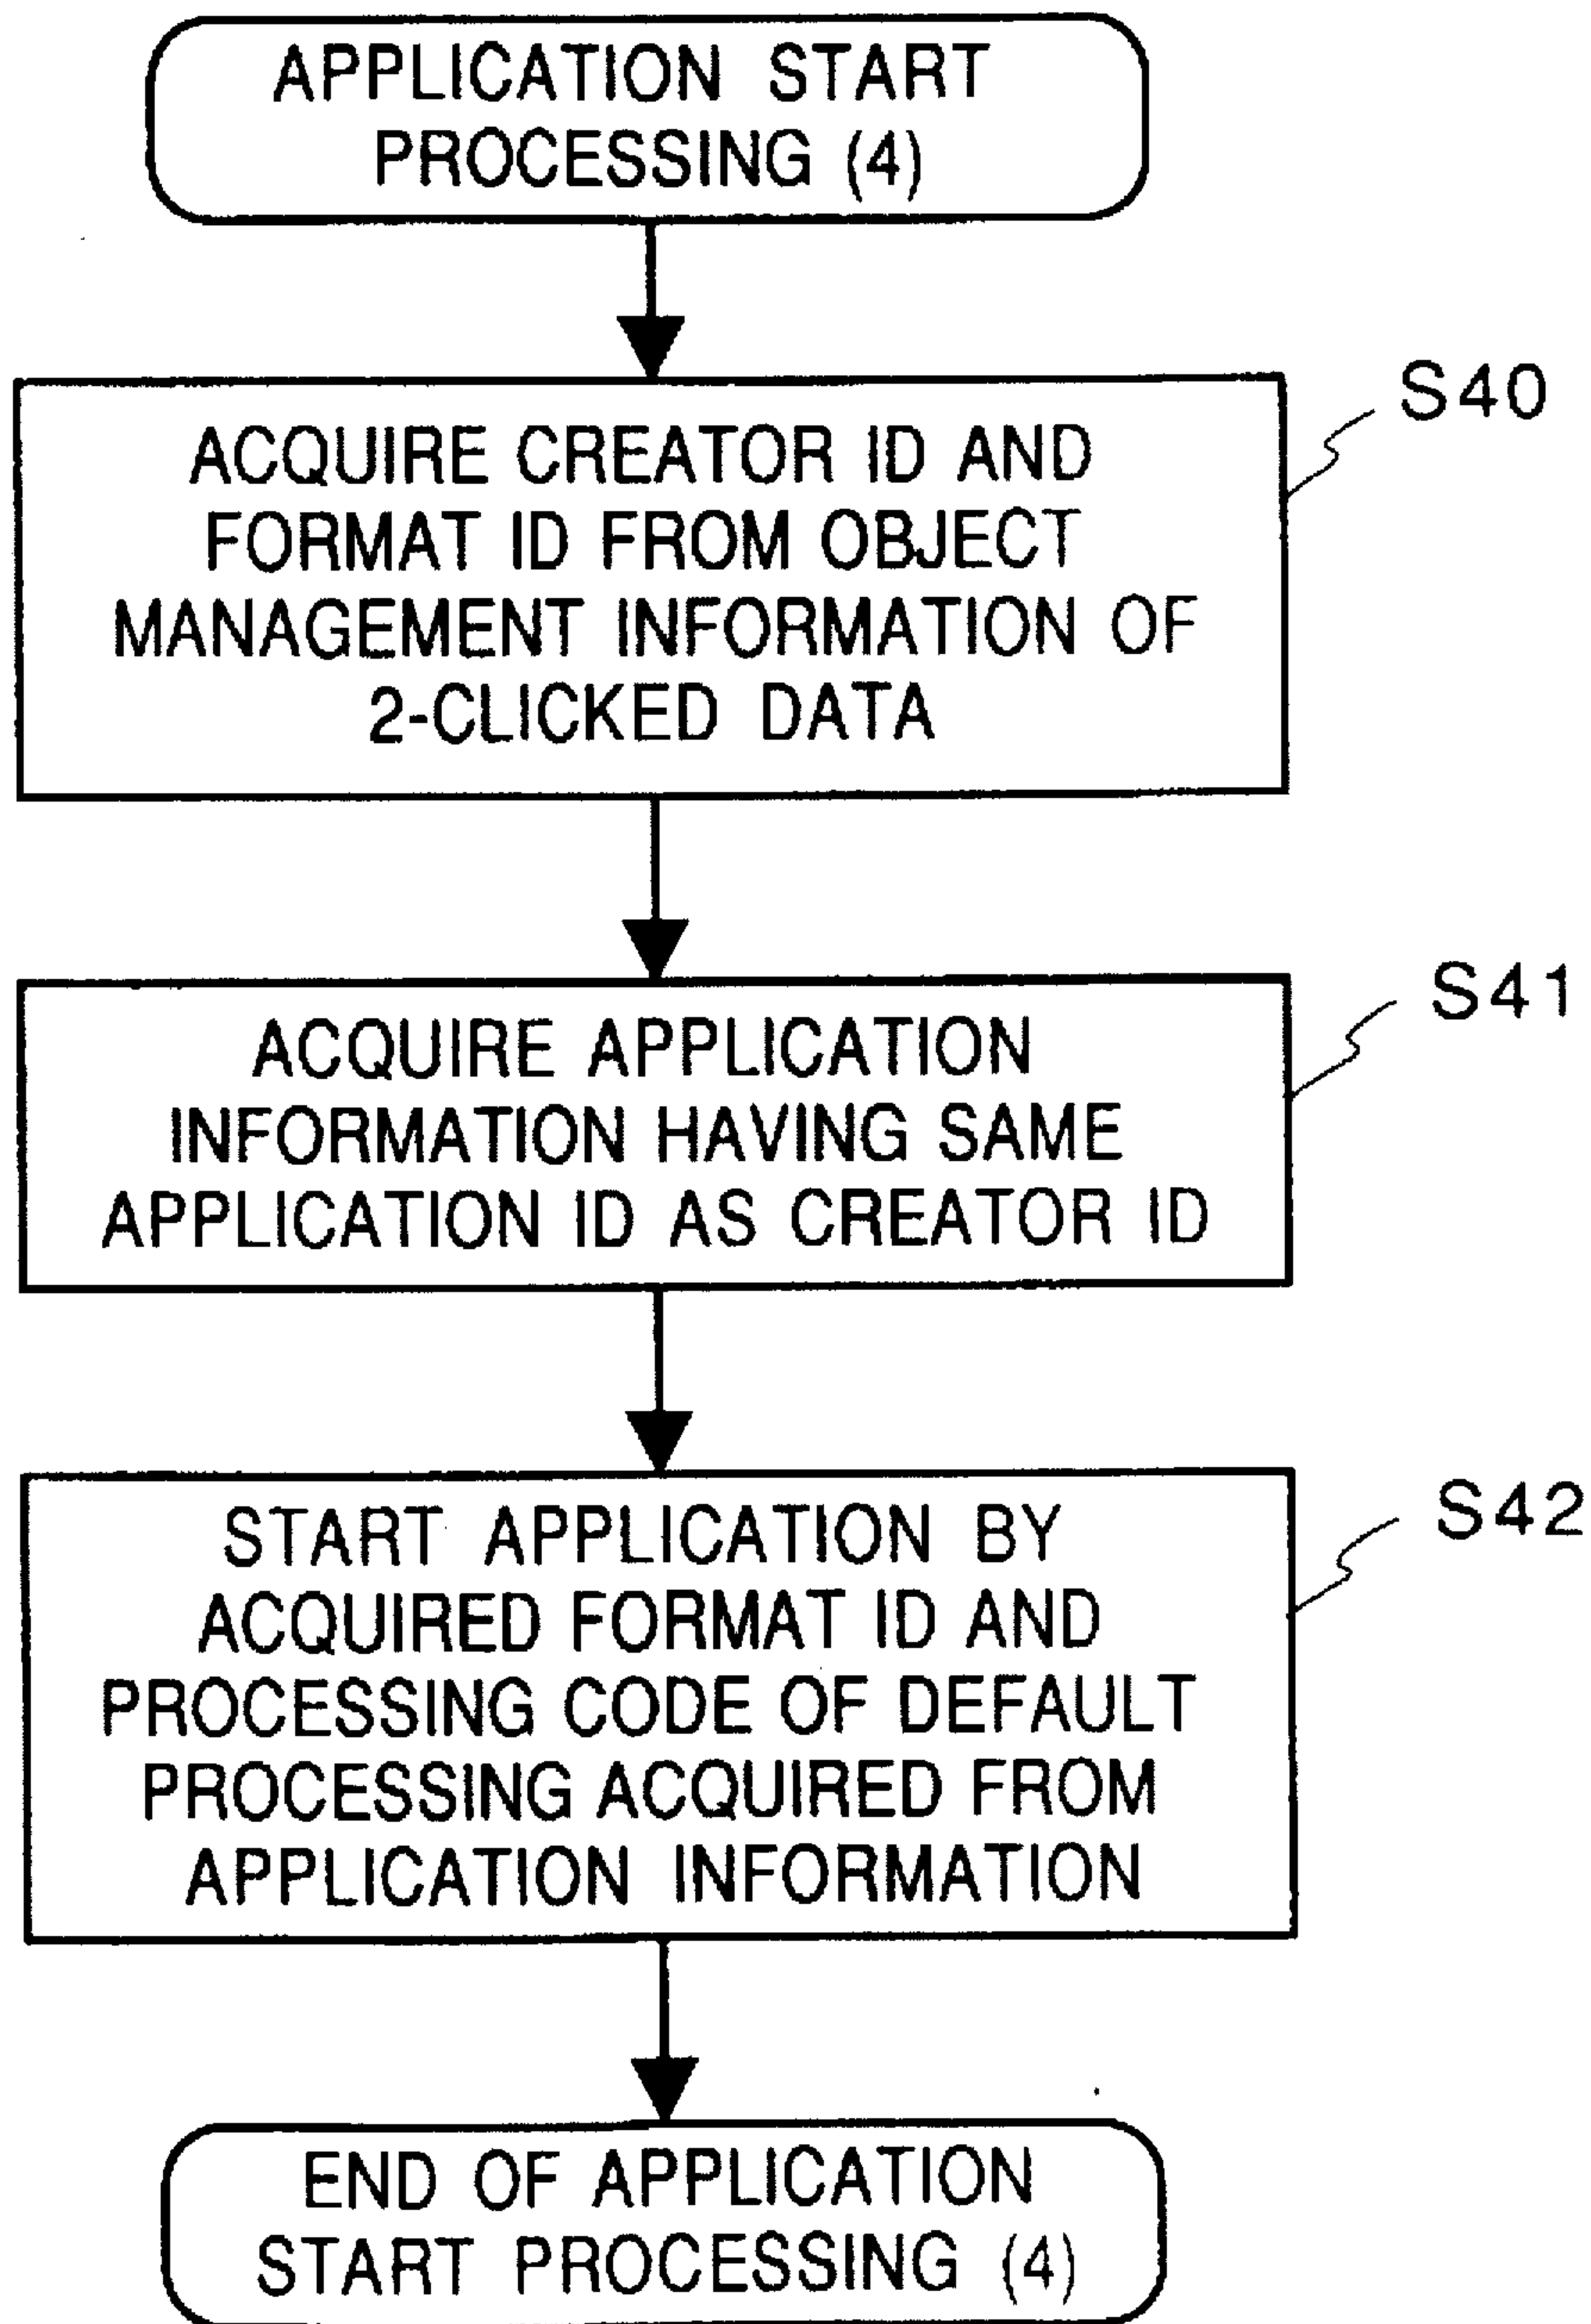 APPLICATION START
PROCESSING (4)
S40
ACQUIRE CREATOR ID AND
FORMAT ID FROM OBJECT
MANAGEMENT INFORMATION OF
2-CLICKED DATA
S41
ACQUIRE APPLICATION
INFORMATION HAVING SAME
APPLICATION ID AS CREATOR ID
S42
START APPLICATION BY
ACQUIRED FORMAT ID AND
PROCESSING CODE OF DEFAULT
PROCESSING ACQUIRED FROM
APPLICATION INFORMATION
END OF APPLICATION
START PROCESSING (4)